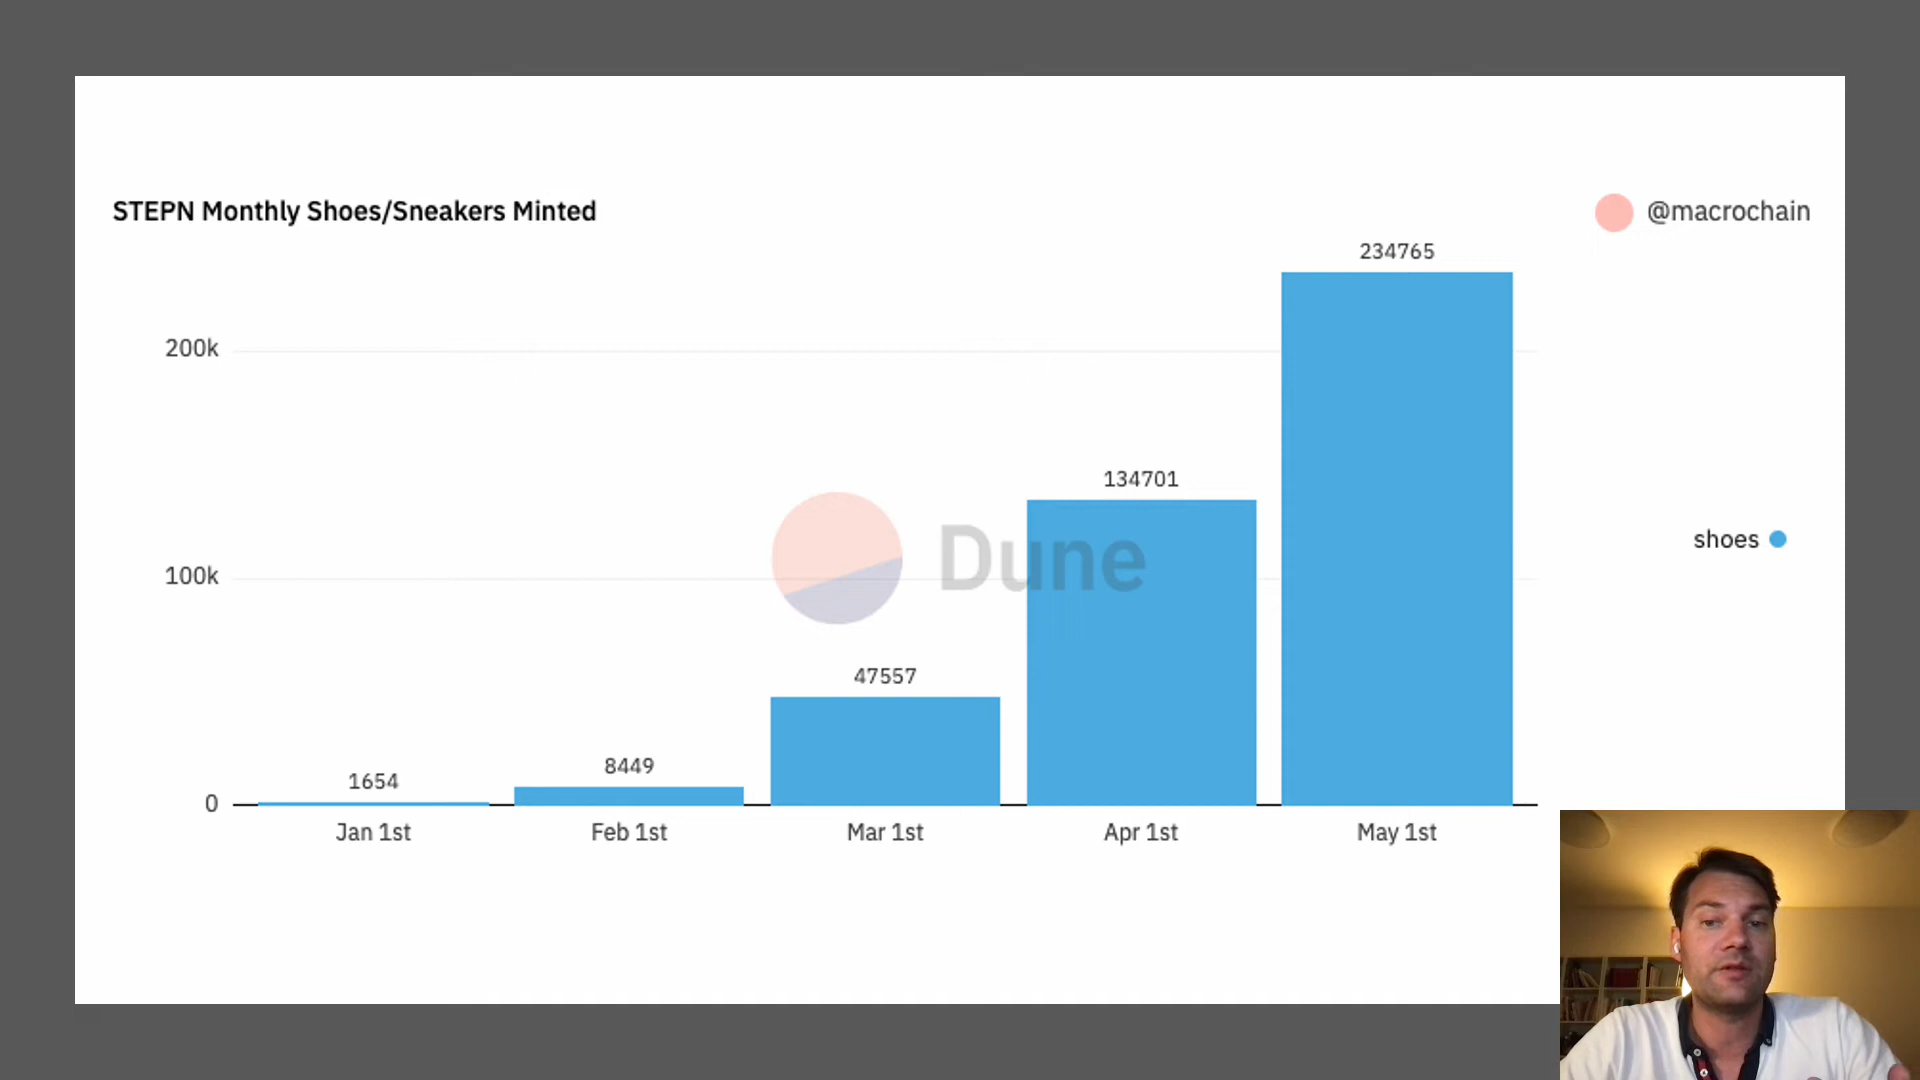 STEPN Monthly Shoes/Sneakers Minted
@macrochain
234765
200k
134701
Dune
shoes
100k
47557
8449
1654
0
Jan 1st
Feb 1st
Mar 1st
Apr 1st
May 1st